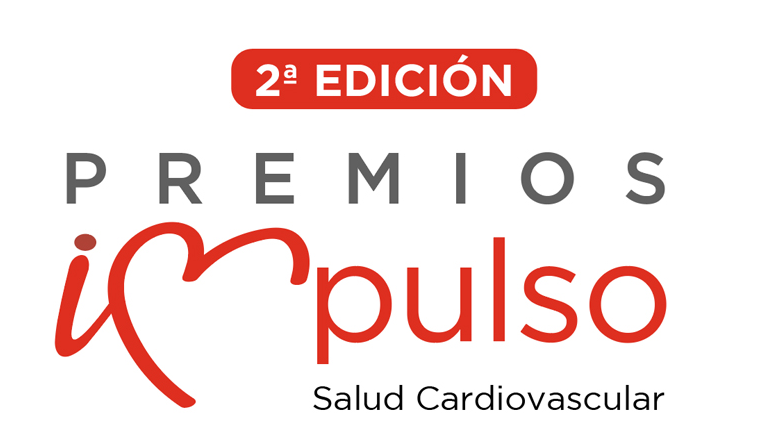 2ª EDICIÓN
PREMIOS
impulso
Salud Cardiovascular